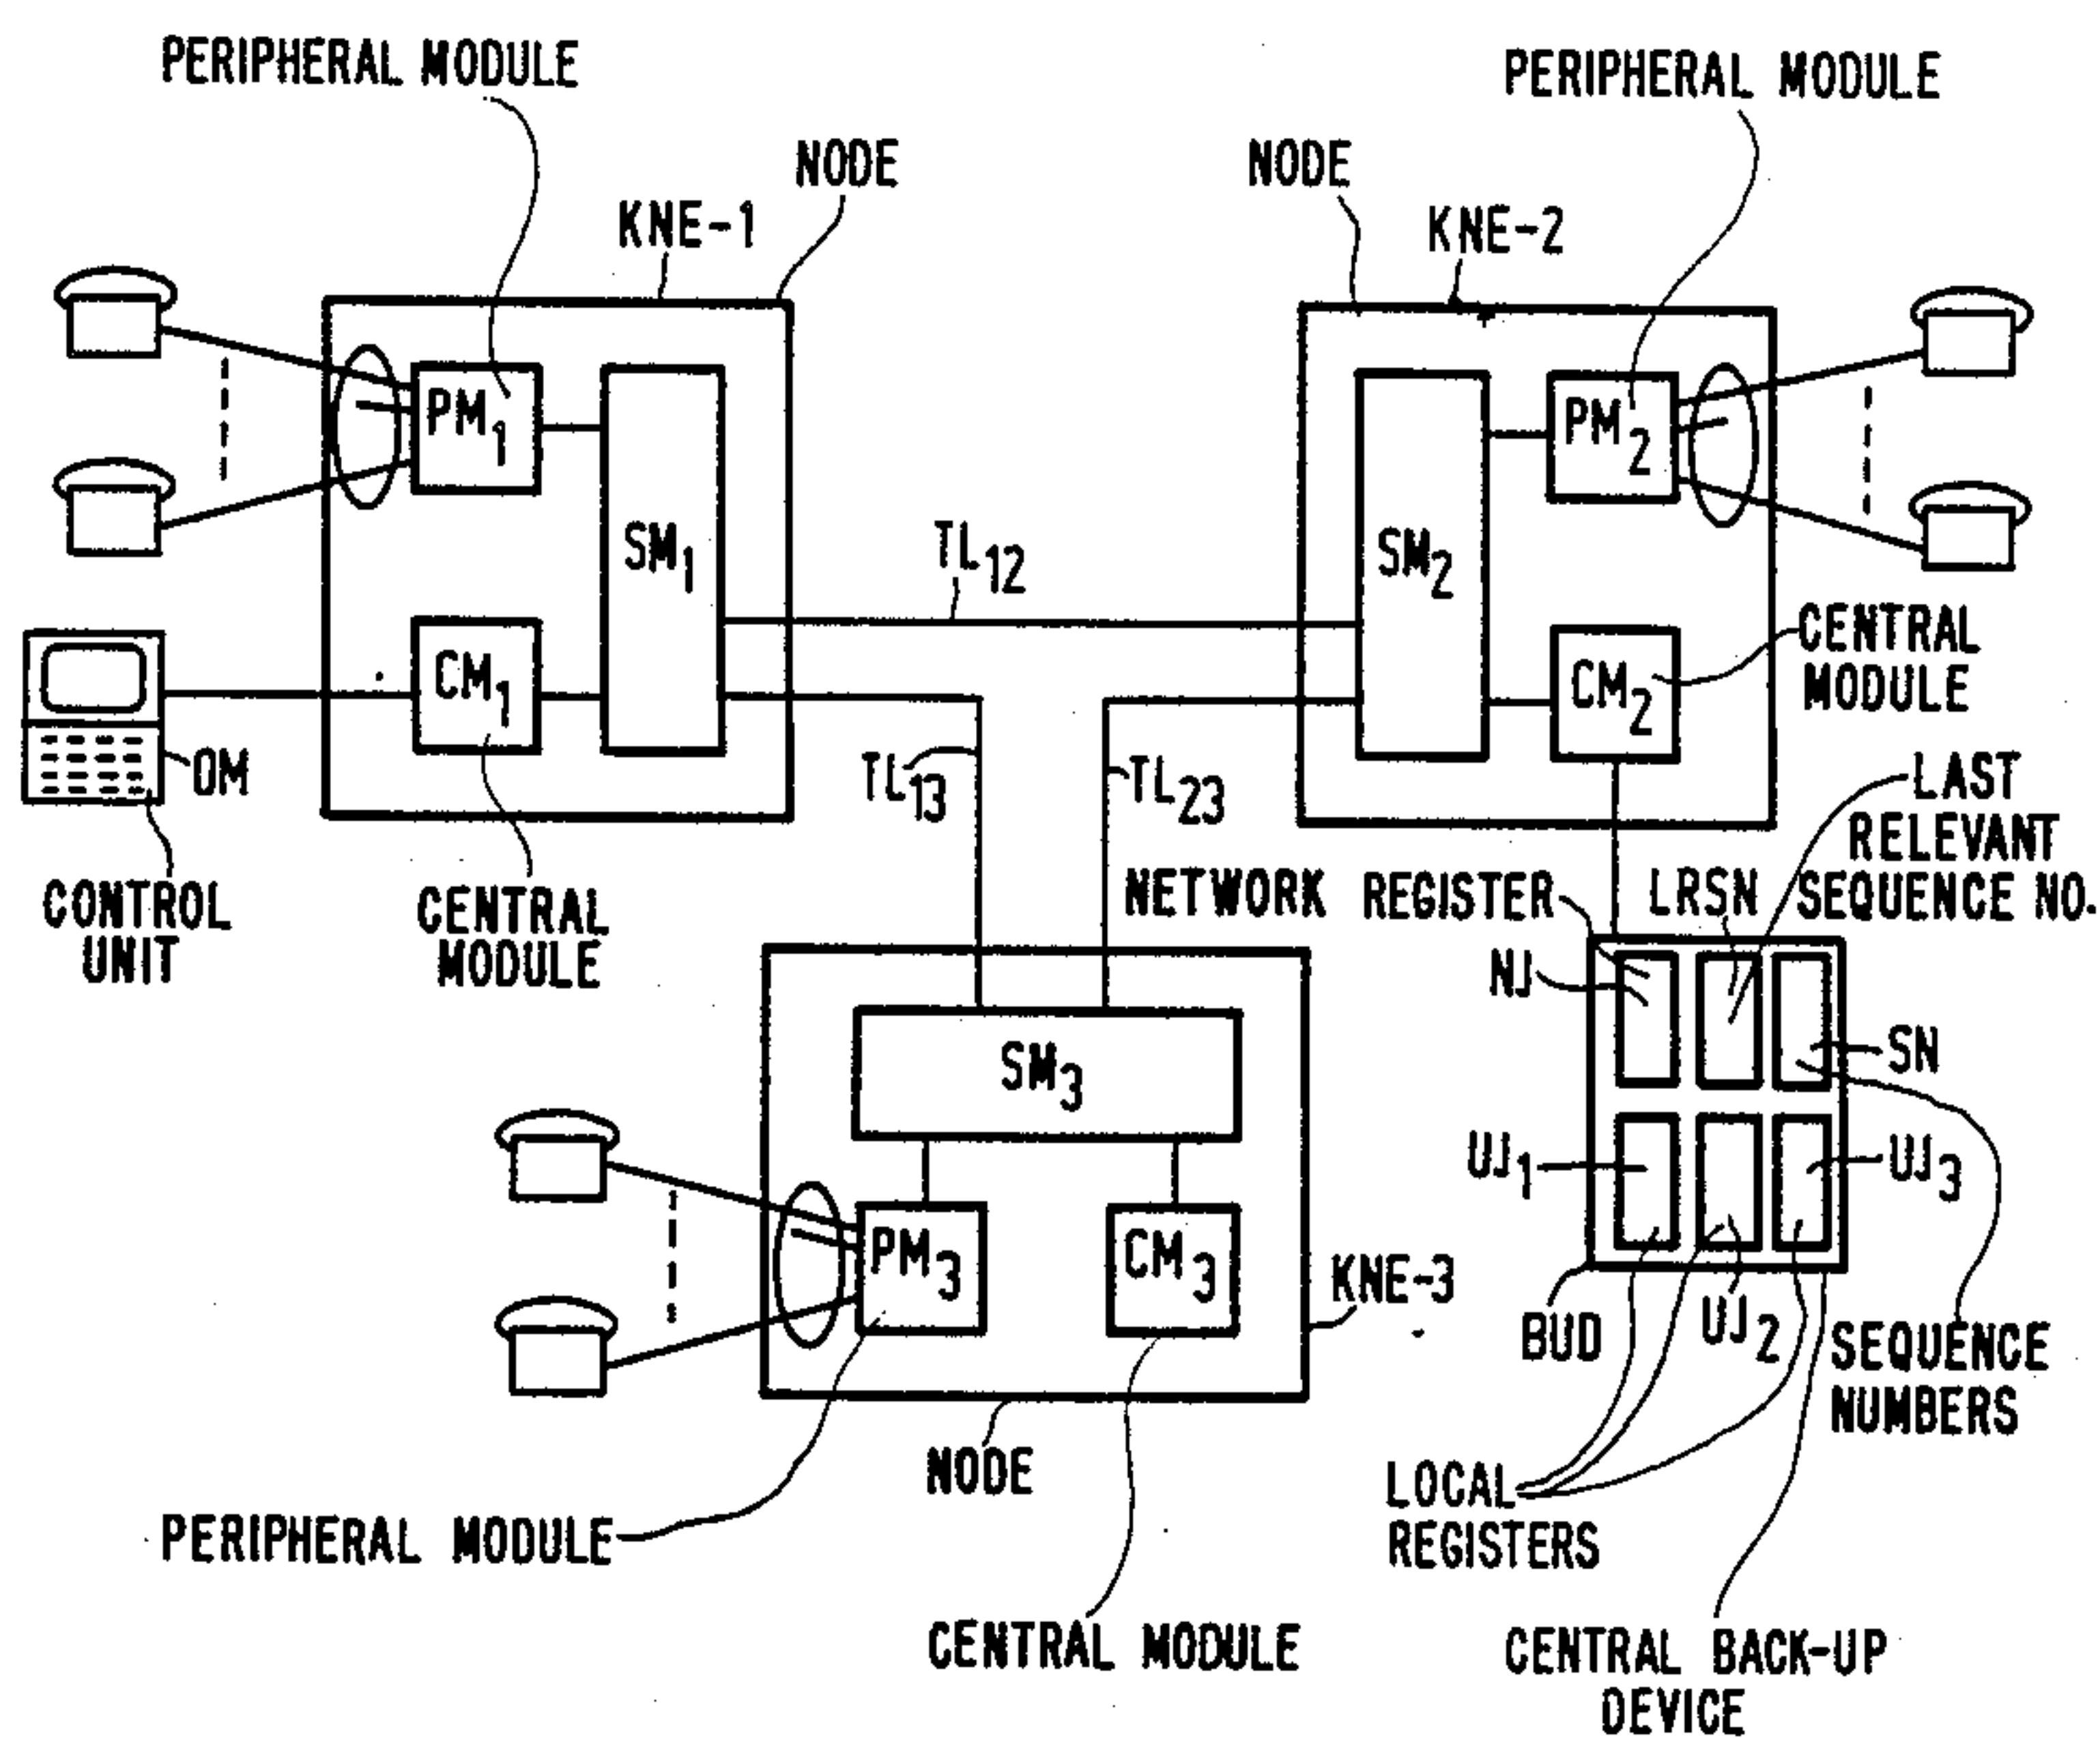 PERIPHERAL MODULE
PERIPHERAL MODULE
NODE
NODE
KNE-1
KNE-2
PM1
PM2
SM1
SM2
TL12
CM1
CM2
CENTRAL
MODULE
OM
TL13
TL23
LAST
RELEVANT
SEQUENCE NO.
CONTROL
UNIT
CENTRAL
MODULE
NETWORK
REGISTER
LRSN
NJ
SM3
SN
UJ1
UJ3
PM3
CM3
KNE-3
BUD
UJ2
SEQUENCE
NUMBERS
NODE
LOCAL
REGISTERS
PERIPHERAL MODULE
CENTRAL MODULE
CENTRAL BACK-UP
DEVICE